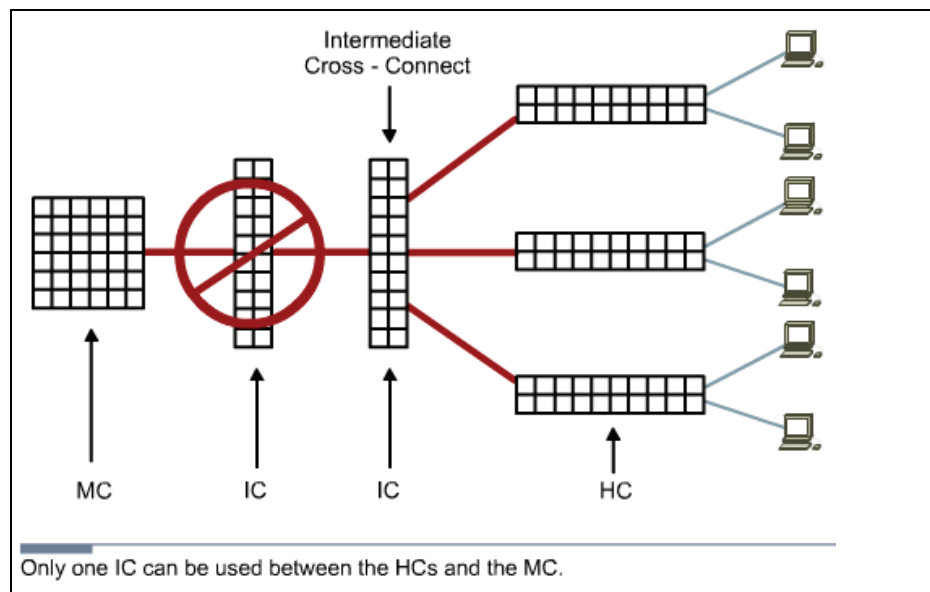 Intermediate
Cross - Connect
MC
IC
IC
HC
Only one IC can be used between the HCs and the MC.